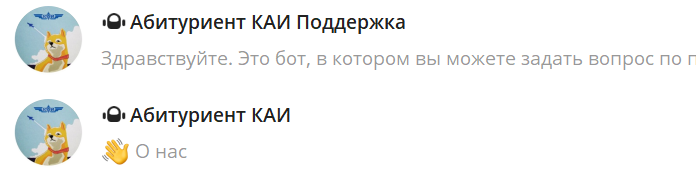 Абитуриент КАИ Поддержка
Здравствуйте. Это бот, в котором вы можете задать вопрос по п
Абитуриент КАИ
О нас